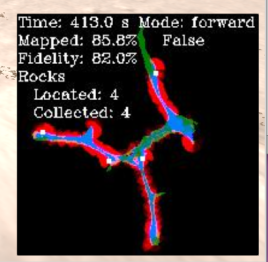 Time: 413.0 s Mode: forward
Mapped: 85.8% False
Fidelity: 82.0%
Rocks
Located: 4
Collected: 4